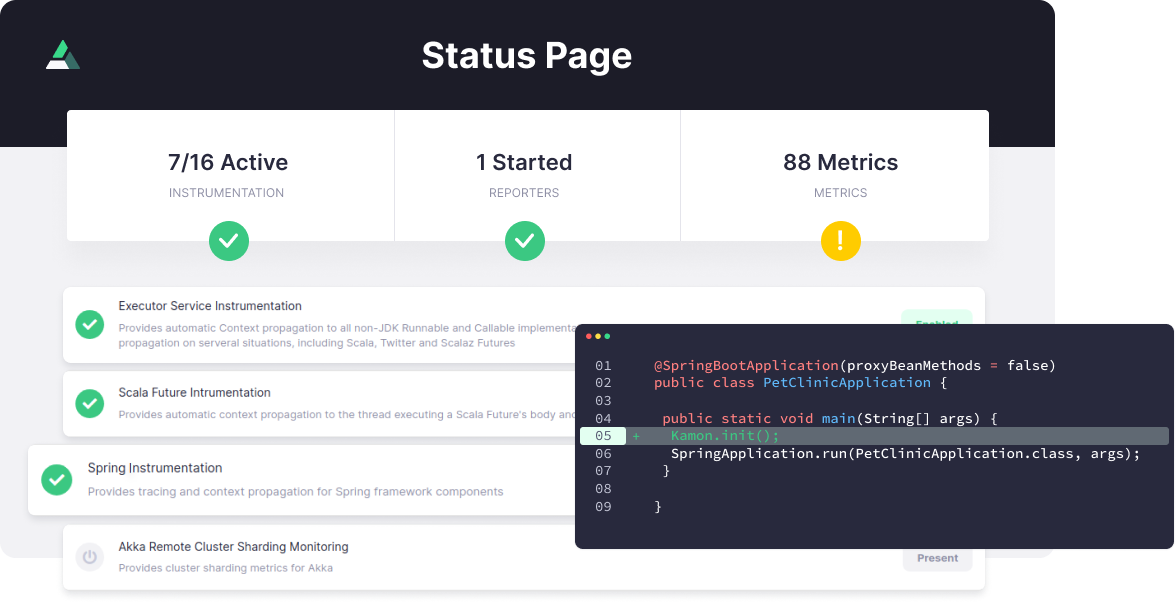 Status Page
7/16 Active
INSTRUMENTATION
1 Started
REPORTERS
88 Metrics
METRICS
!
Executor Service Instrumentation
Provides automatic Context propagation to all non-JDK Runnable and Callable
propagation on serveral situations, including Scala, Twitter and Scalaz Futures
Enabled
Scala Future Intrumentation
Provides automatic context propagation to the thread executing a Scala Future's body and
Spring Instrumentation
Provides tracing and context propagation for Spring framework components
Akka Remote Cluster Sharding Monitoring
Provides cluster sharding metrics for Akka
Present
01 @SpringBootApplication(proxyBeanMethods = false)
02 public class PetClinicApplication {
03
04 public static void main(String[] args) {
05 + Kamon.init();
06 SpringApplication.run(PetClinicApplication.class, args);
07 }
08
09 }